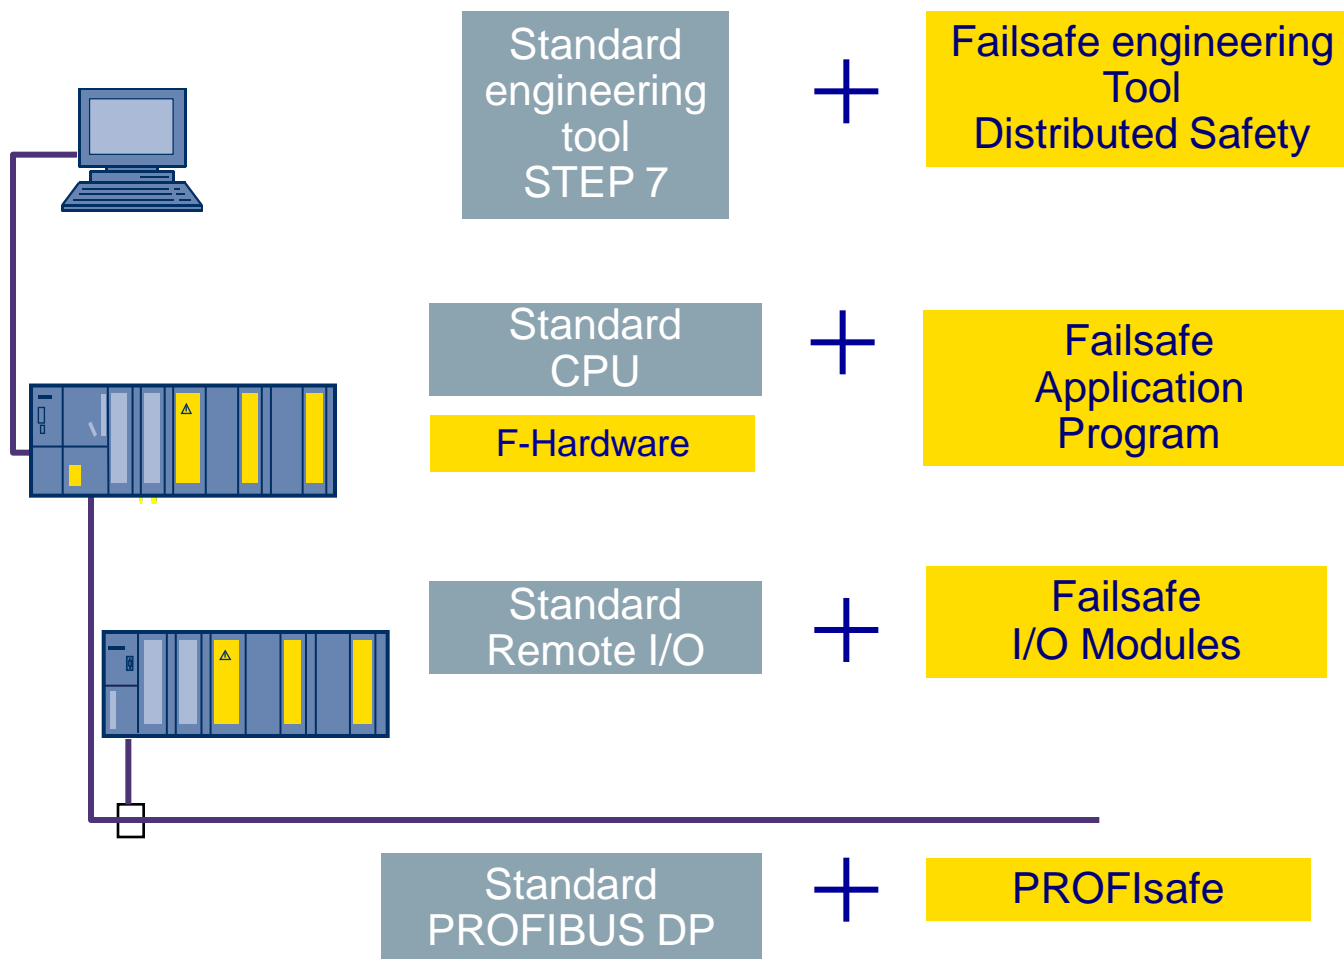 Standard
engineering
tool
STEP 7
+
Failsafe engineering
Tool
Distributed Safety
Standard
CPU
F-Hardware
+
Failsafe
Application
Program
Standard
Remote I/O
+
Failsafe
I/O Modules
Standard
PROFIBUS DP
+
PROFIsafe